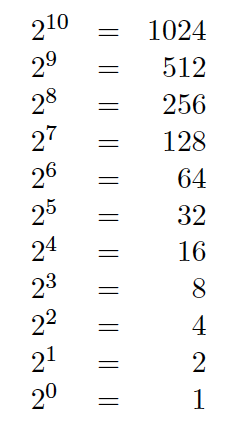 2^10 = 1024
2^9 = 512
2^8 = 256
2^7 = 128
2^6 = 64
2^5 = 32
2^4 = 16
2^3 = 8
2^2 = 4
2^1 = 2
2^0 = 1